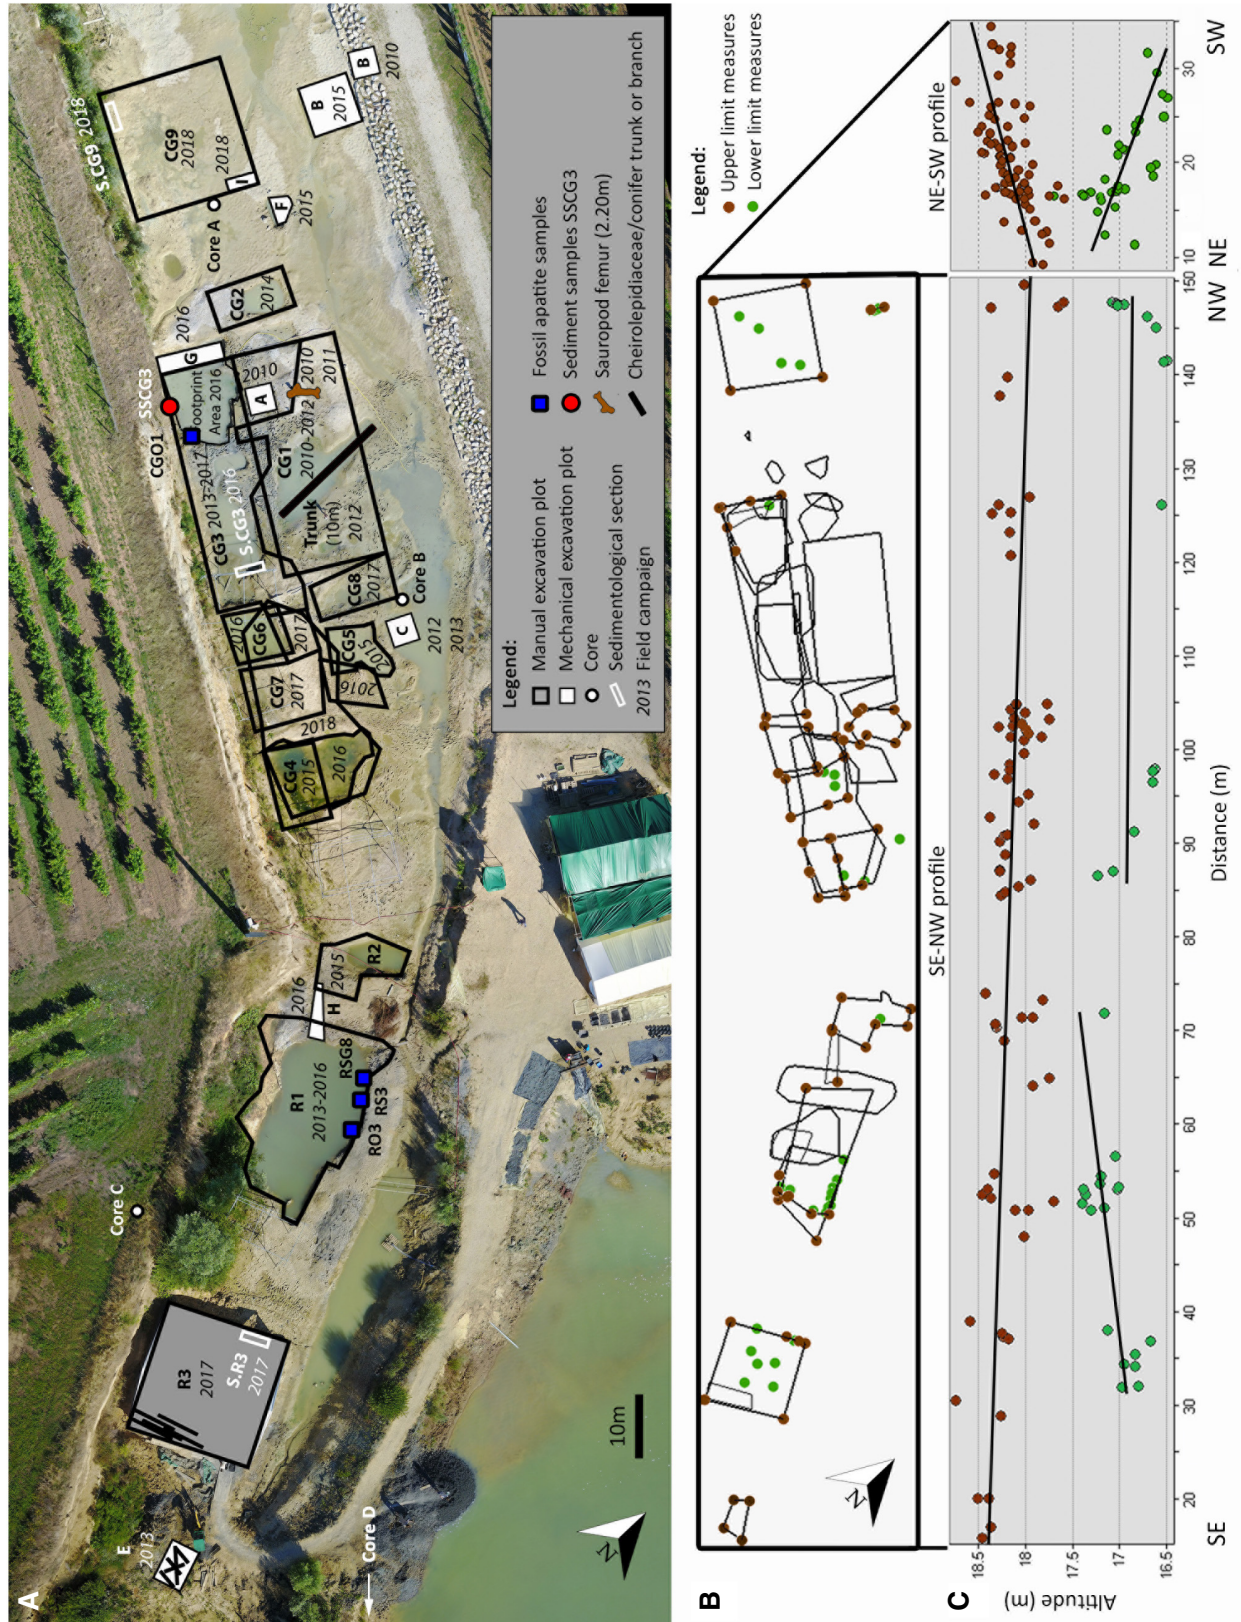 A
E
2013
R3
2017
S.R3
2017
Core C
Core D
R1
2013-2016
RO3
RS3
RSG8
2016
H
2015
R2
CG4
2015
2016
2018
CG7
2017
2016
CG6
2017
CG5
2015
2016
CG8
2017
C
2012
2013
Core B
CG3 2013-2017
S.CG3 2016
CGO1
SSCG3
Footprint
Area 2016
G
2016
2010
A
CG1
2010-2012
2010
2011
Trunk
(10m)
2012
CG2
2014
Core A
S.CG9 2018
CG9
2018
2018
I
F
2015
B
2015
B
2010
10m
N
Legend:
Manual excavation plot
Mechanical excavation plot
Core
Sedimentological section
2013 Field campaign
Fossil apatite samples
Sediment samples SSCG3
Sauropod femur (2.20m)
Cheirolepidiaceae/conifer trunk or branch
B
N
Legend:
Upper limit measures
Lower limit measures
C
SE-NW profile
NE-SW profile
Altitude (m)
18.5
18
17.5
17
16.5
20
30
40
50
60
70
80
90
100
110
120
130
140
150
10
20
30
Distance (m)
SE
NW
NE
SW